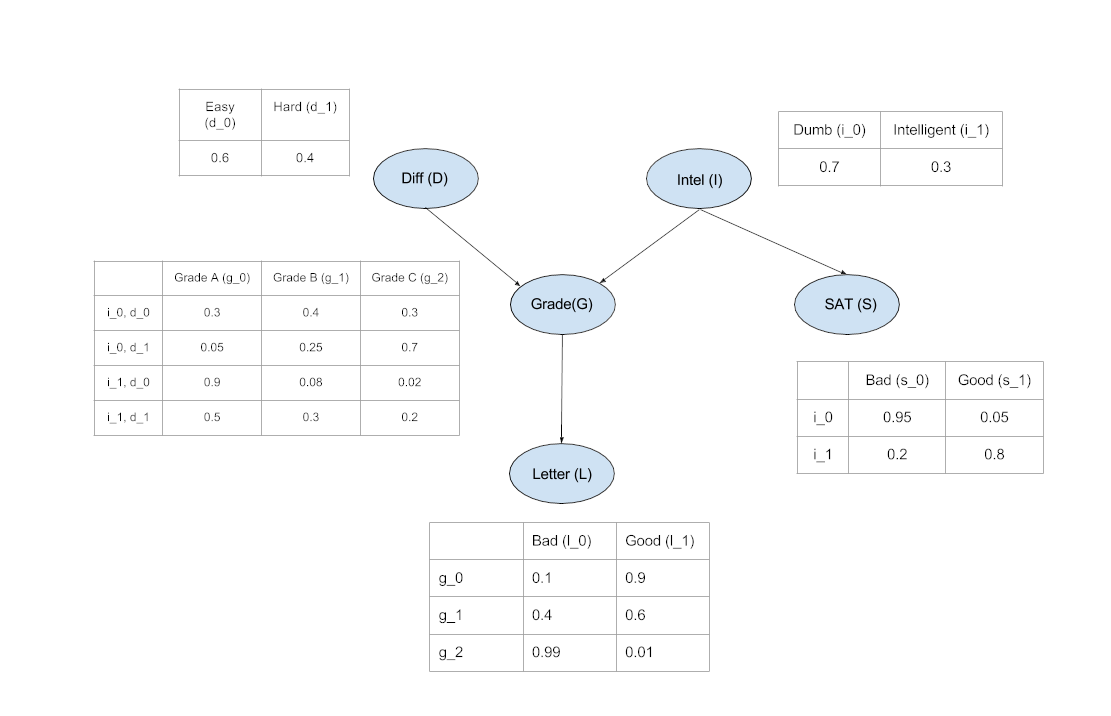 Easy
(d_0)
Hard (d_1)
0.6
0.4
Diff (D)
Intel (I)
Dumb (i_0)
Intelligent (i_1)
0.7
0.3
Grade A (g_0)
Grade B (g_1)
Grade C (g_2)
i_0, d_0
0.3
0.4
0.3
i_0, d_1
0.05
0.25
0.7
i_1, d_0
0.9
0.08
0.02
i_1, d_1
0.5
0.3
0.2
Grade(G)
SAT (S)
Bad (s_0)
Good (s_1)
i_0
0.95
0.05
i_1
0.2
0.8
Letter (L)
Bad (l_0)
Good (l_1)
g_0
0.1
0.9
g_1
0.4
0.6
g_2
0.99
0.01